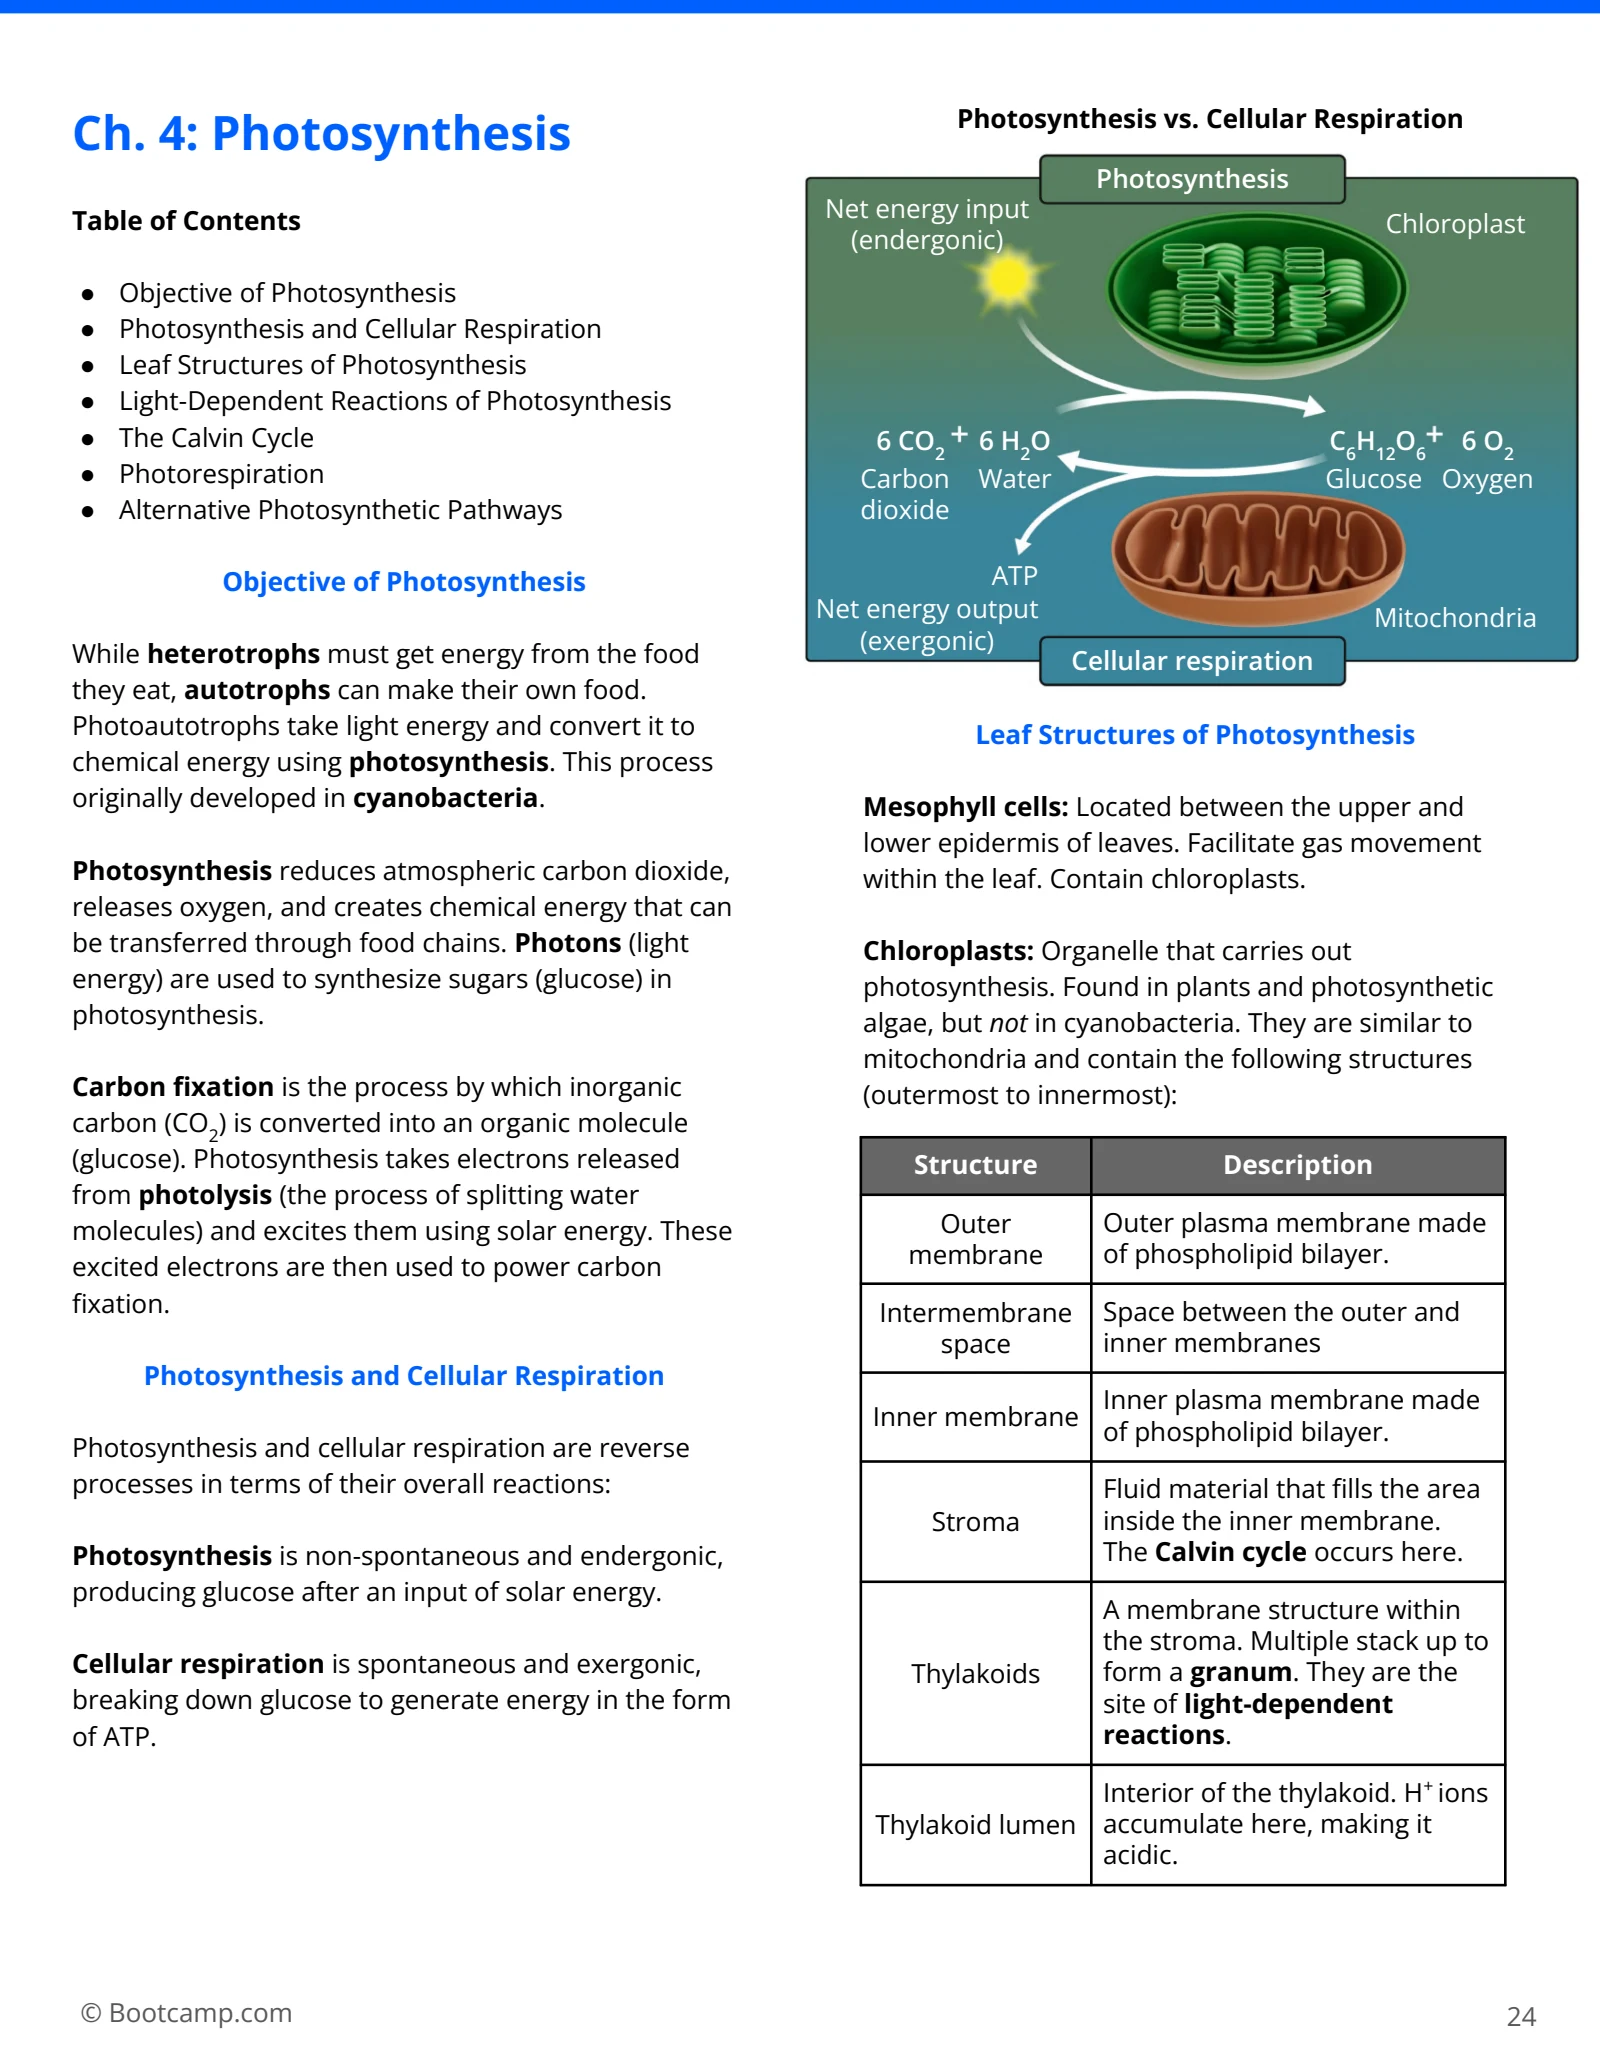 Ch. 4: Photosynthesis
Table of Contents
● Objective of Photosynthesis
● Photosynthesis and Cellular Respiration
● Leaf Structures of Photosynthesis
● Light-Dependent Reactions of Photosynthesis
● The Calvin Cycle
● Photorespiration
● Alternative Photosynthetic Pathways
Objective of Photosynthesis
While heterotrophs must get energy from the food
they eat, autotrophs can make their own food.
Photoautotrophs take light energy and convert it to
chemical energy using photosynthesis. This process
originally developed in cyanobacteria.
Photosynthesis reduces atmospheric carbon dioxide,
releases oxygen, and creates chemical energy that can
be transferred through food chains. Photons (light
energy) are used to synthesize sugars (glucose) in
photosynthesis.
Carbon fixation is the process by which inorganic
carbon (CO2) is converted into an organic molecule
(glucose). Photosynthesis takes electrons released
from photolysis (the process of splitting water
molecules) and excites them using solar energy. These
excited electrons are then used to power carbon
fixation.
Photosynthesis and Cellular Respiration
Photosynthesis and cellular respiration are reverse
processes in terms of their overall reactions:
Photosynthesis is non-spontaneous and endergonic,
producing glucose after an input of solar energy.
Cellular respiration is spontaneous and exergonic,
breaking down glucose to generate energy in the form
of ATP.
Photosynthesis vs. Cellular Respiration
Photosynthesis
Net energy input
(endergonic)
Chloroplast
6 CO2 + 6 H2O
C6H12O6 + 6 O2
Carbon
dioxide
Water
Glucose
Oxygen
ATP
Net energy output
(exergonic)
Mitochondria
Cellular respiration
Leaf Structures of Photosynthesis
Mesophyll cells: Located between the upper and
lower epidermis of leaves. Facilitate gas movement
within the leaf. Contain chloroplasts.
Chloroplasts: Organelle that carries out
photosynthesis. Found in plants and photosynthetic
algae, but not in cyanobacteria. They are similar to
mitochondria and contain the following structures
(outermost to innermost):
Structure
Description
Outer
membrane
Outer plasma membrane made
of phospholipid bilayer.
Intermembrane
space
Space between the outer and
inner membranes
Inner membrane
Inner plasma membrane made
of phospholipid bilayer.
Stroma
Fluid material that fills the area
inside the inner membrane.
The Calvin cycle occurs here.
Thylakoids
A membrane structure within
the stroma. Multiple stack up to
form a granum. They are the
site of light-dependent
reactions.
Thylakoid lumen
Interior of the thylakoid. H+ ions
accumulate here, making it
acidic.
© Bootcamp.com
24